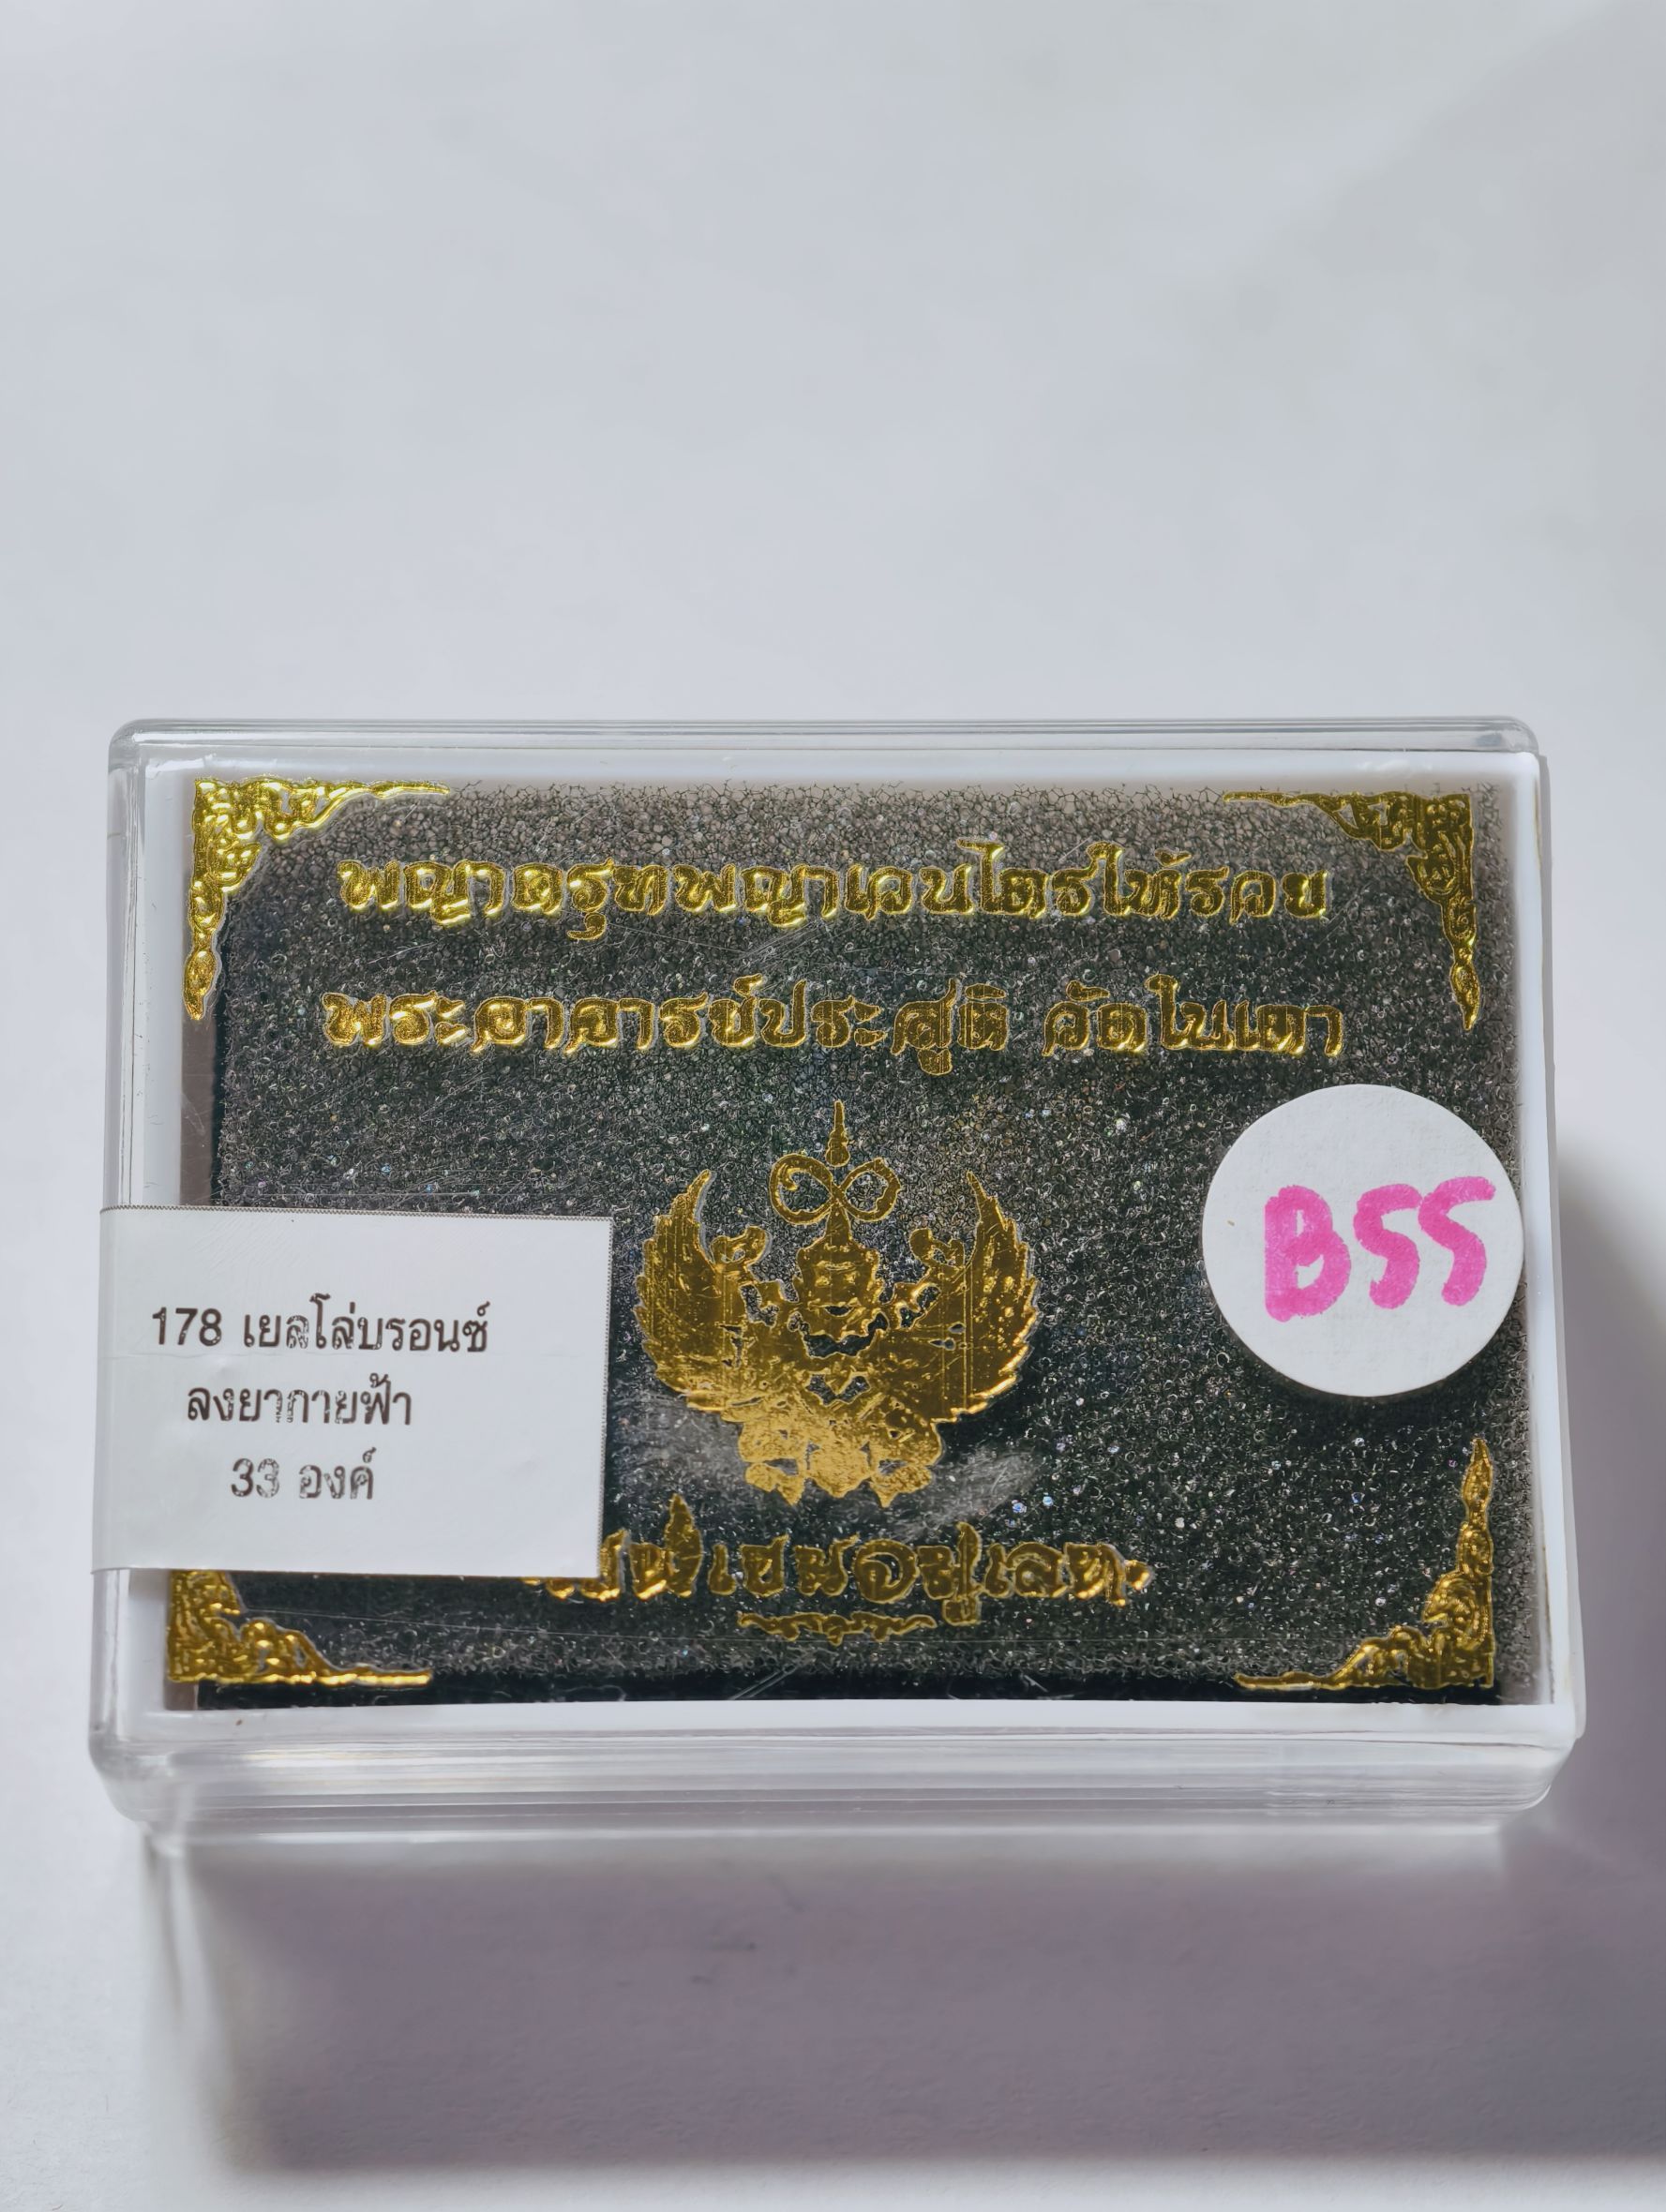 พญาครุฑพญาเวนไตรให้รวย
พระอาจารย์ประสูติ วัดในเตา
B55
178 เยลโล่บรอนซ์
ลงยากายฟ้า
33 องค์